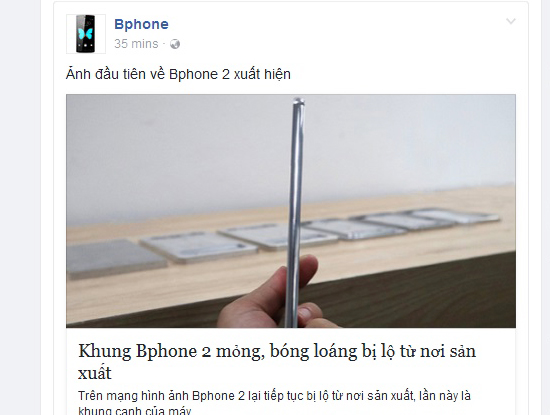 Bphone
35 mins ·
Ảnh đầu tiên về Bphone 2 xuất hiện
Khung Bphone 2 mỏng, bóng loáng bị lộ từ nơi sản
xuất
Trên mạng hình ảnh Bphone 2 lại tiếp tục bị lộ từ nơi sản xuất, lần này là
khung cạnh của máy